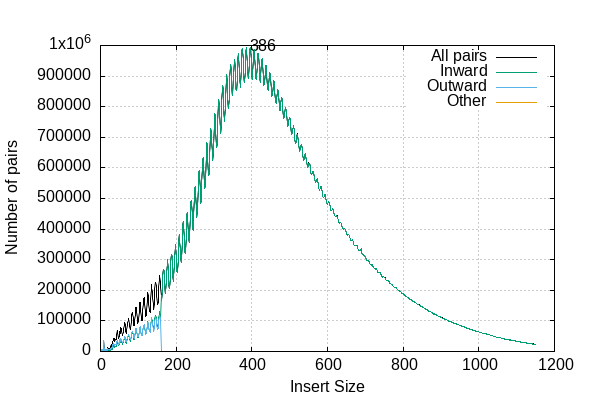 1x10^6
900000
800000
700000
600000
500000
400000
300000
200000
100000
0
Number of pairs
386
All pairs
Inward
Outward
Other
0 200 400 600 800 1000 1200
Insert Size